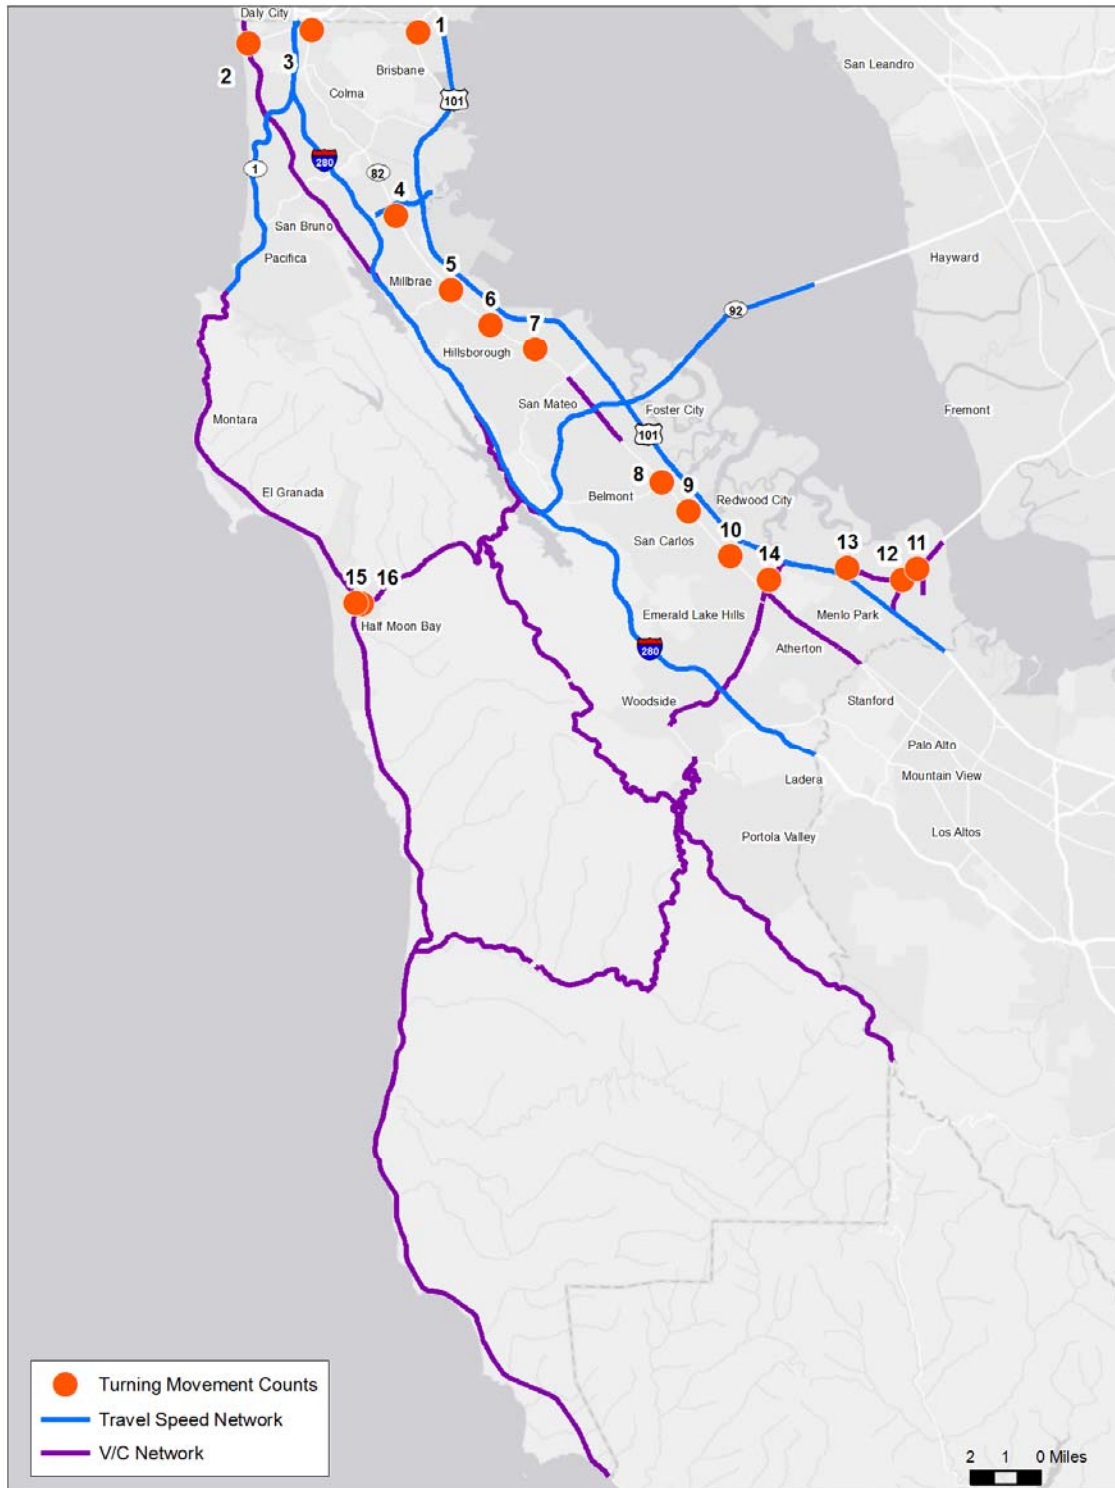 Daly City
1
2
3
Brisbane
San Leandro
Colma
101
280
1
82
4
San Bruno
Pacifica
Hayward
5
Millbrae
6
92
7
Hillsborough
San Mateo
Foster City
Fremont
Montara
101
8
9
El Granada
Belmont
Redwood City
10
San Carlos
13
11
12
14
15
16
Emerald Lake Hills
Menlo Park
Half Moon Bay
280
Atherton
Woodside
Stanford
Palo Alto
Ladera
Mountain View
Portola Valley
Los Altos
Turning Movement Counts
Travel Speed Network
V/C Network
2 1 0 Miles